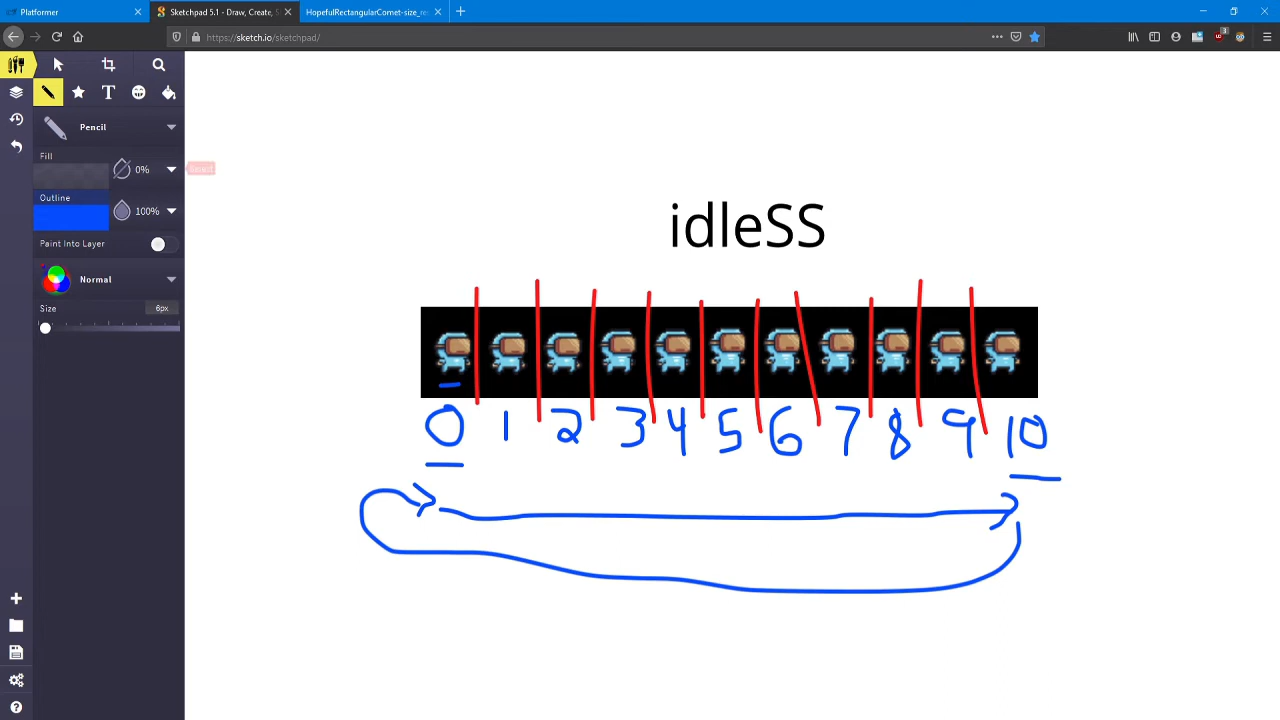 Platformer
Sketchpad 5.1 - Draw, Create, S
HopefulRectangularComet-size_re
https://sketch.io/sketchpad/
3
Pencil
Fill
0%
Outline
100%
Paint Into Layer
Normal
Size
6px
idleSS
0 1 2 3 4 5 6 7 8 9 10